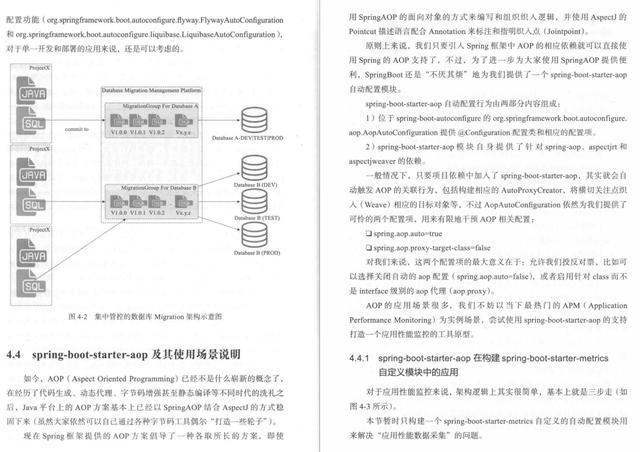 配置功能（org.springframework.boot.autoconfigure.flyway.FlywayAutoConfiguration
和 org.springframework.boot.autoconfigure.liquibase.LiquibaseAutoConfiguration），
对于单一开发和部署的应用来说，还是可以考虑的。
ProjectX
JAVA
SQL
ProjectX
JAVA
SQL
ProjectX
JAVA
SQL
commit to
Database Migration Management Platform
MigrationGroup For Database A
V1.0.0 V1.0.1 V1.0.2 Vx.y.z
MigrationGroup For Database B
V1.0.0 V1.0.1 V1.0.2 Vx.y.z
Database A-DEV|TEST|PROD
Database B (DEV)
Database B (TEST)
Database B (PROD)
图 4-2 集中管控的数据库 Migration 架构示意图
4.4 spring-boot-starter-aop 及其使用场景说明
如今，AOP（Aspect Oriented Programming）已经不是什么崭新的概念了，
在经历了代码生成、动态代理、字节码增强甚至静态编译等不同时代的洗礼之
后，Java 平台上的 AOP 方案基本上已经以 SpringAOP 结合 AspectJ 的方式稳
固下来（虽然大家依然可以自己通过各种字节码工具偶尔“打造一些轮子”）。
现在 Spring 框架提供的 AOP 方案倡导了一种各取所长的方案，即使
用 SpringAOP 的面向对象的方式来编写和组织织入逻辑，并使用 AspectJ 的
Pointcut 描述语言配合 Annotation 来标注和指明织入点（Jointpoint）。
原则上来说，我们只要引入 Spring 框架中 AOP 的相应依赖就可以直接使
用 Spring 的 AOP 支持了，不过，为了进一步为大家使用 SpringAOP 提供便
利，SpringBoot 还是“不厌其烦”地为我们提供了一个 spring-boot-starter-aop
自动配置模块。
spring-boot-starter-aop 自动配置行为由两部分内容组成：
1）位于 spring-boot-autoconfigure 的 org.springframework.boot.autoconfigure.
aop.AopAutoConfiguration 提供 @Configuration 配置类和相应的配置项。
2）spring-boot-starter-aop 模块自身提供了针对 spring-aop、aspectjrt 和
aspectjweaver 的依赖。
一般情况下，只要项目依赖中加入了 spring-boot-starter-aop，其实就会自
动触发 AOP 的关联行为，包括构建相应的 AutoProxyCreator，将横切关注点织
入（Weave）相应的目标对象等，不过 AopAutoConfiguration 依然为我们提供了
可怜的两个配置项，用来有限地干预 AOP 相关配置：
❑ spring.aop.auto=true
❑ spring.aop.proxy-target-class=false
对我们来说，这两个配置项的最大意义在于：允许我们投反对票，比如可
以选择关闭自动的 aop 配置（spring.aop.auto=false），或者启用针对 class 而不
是 interface 级别的 aop 代理（aop proxy）。
AOP 的应用场景很多，我们不妨以当下最热门的 APM（Application
Performance Monitoring）为实例场景，尝试使用 spring-boot-starter-aop 的支持
打造一个应用性能监控的工具原型。
4.4.1 spring-boot-starter-aop 在构建 spring-boot-starter-metrics
自定义模块中的应用
对于应用性能监控来说，架构逻辑上其实很简单，基本上就是三步走（如
图 4-3 所示）。
本节暂时只构建一个 spring-boot-starter-metrics 自定义的自动配置模块用
来解决“应用性能数据采集”的问题。